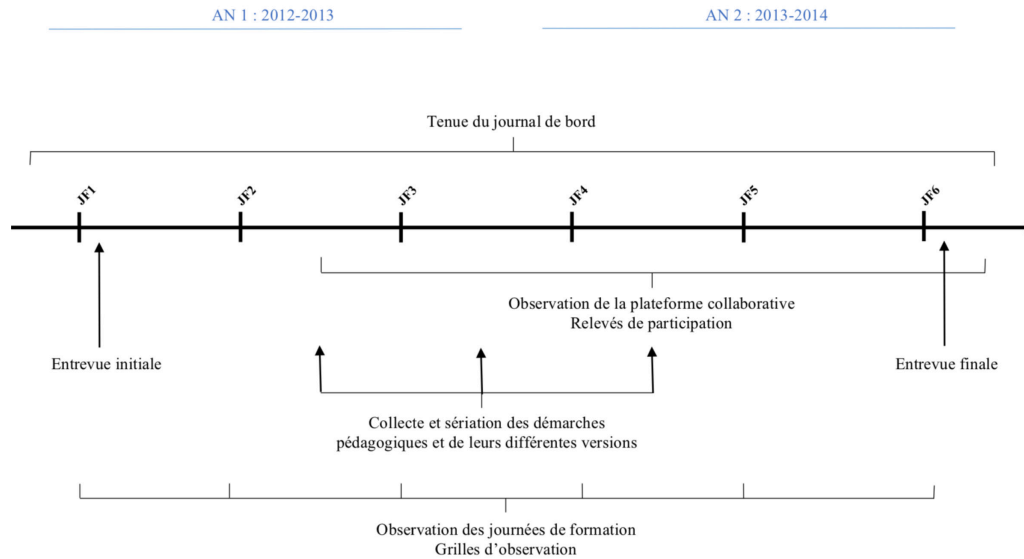 AN 1 : 2012-2013
AN 2 : 2013-2014
Tenue du journal de bord
JF1
JF2
JF3
JF4
JF5
JF6
Observation de la plateforme collaborative
Relevés de participation
Entrevue initiale
Entrevue finale
Collecte et sériation des démarches
pédagogiques et de leurs différentes versions
Observation des journées de formation
Grilles d’observation